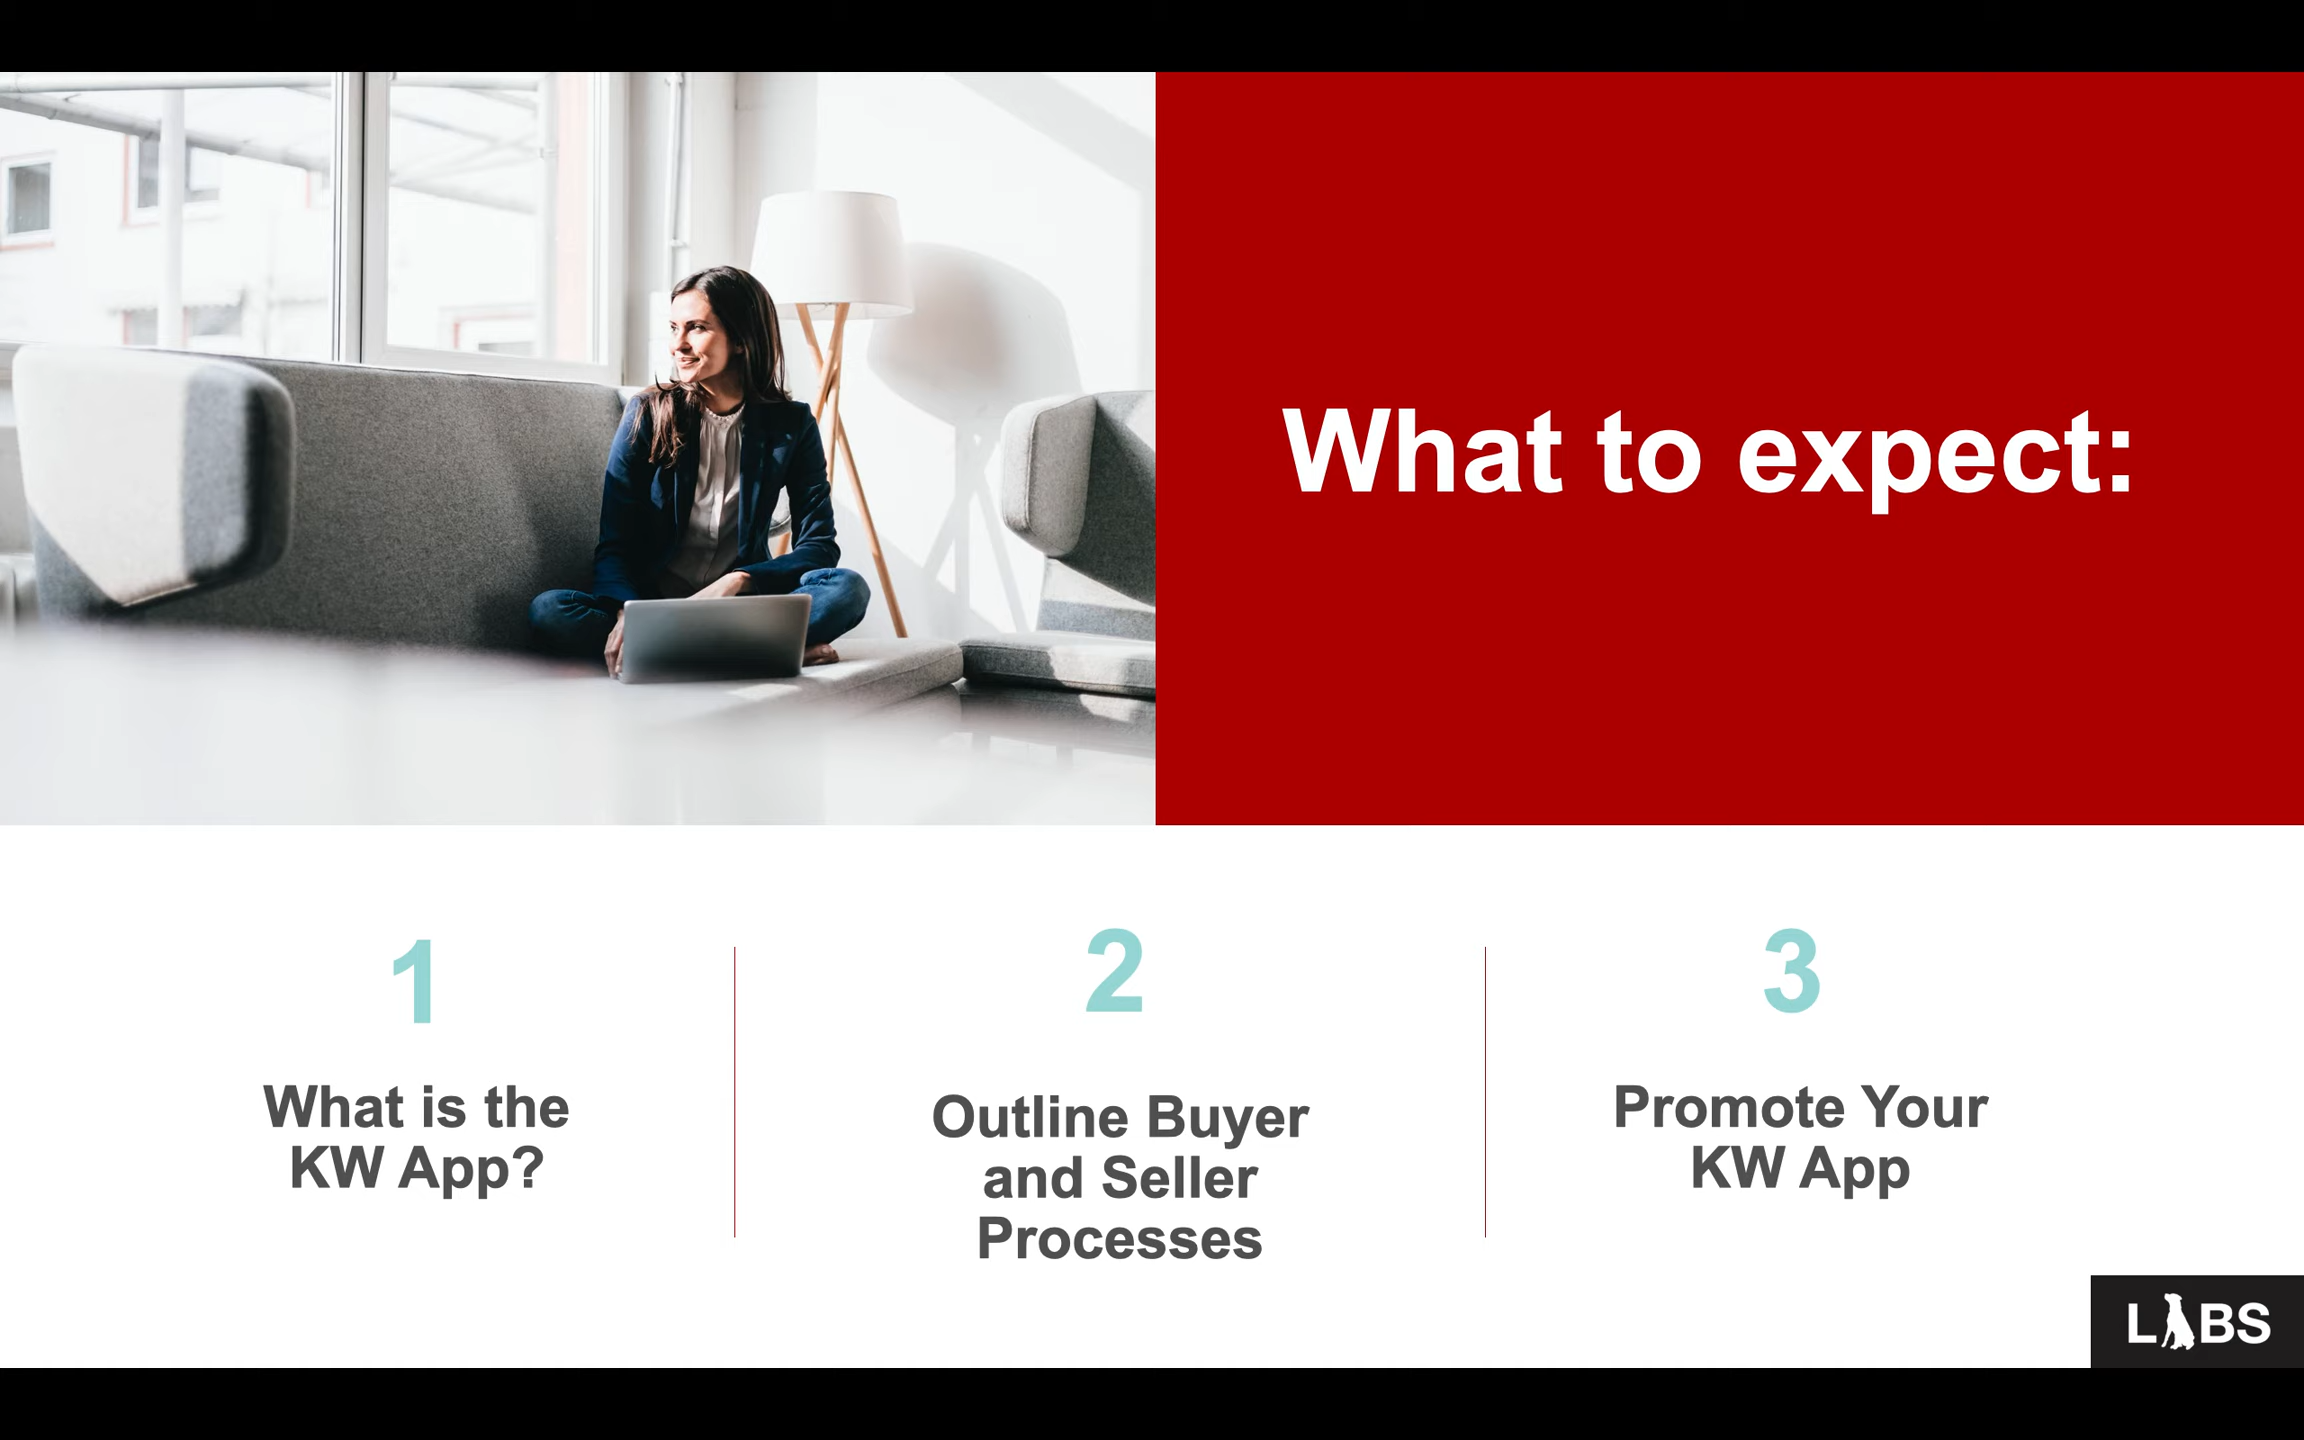 What to expect:
1
What is the
KW App?
2
Outline Buyer
and Seller
Processes
3
Promote Your
KW App
LABS